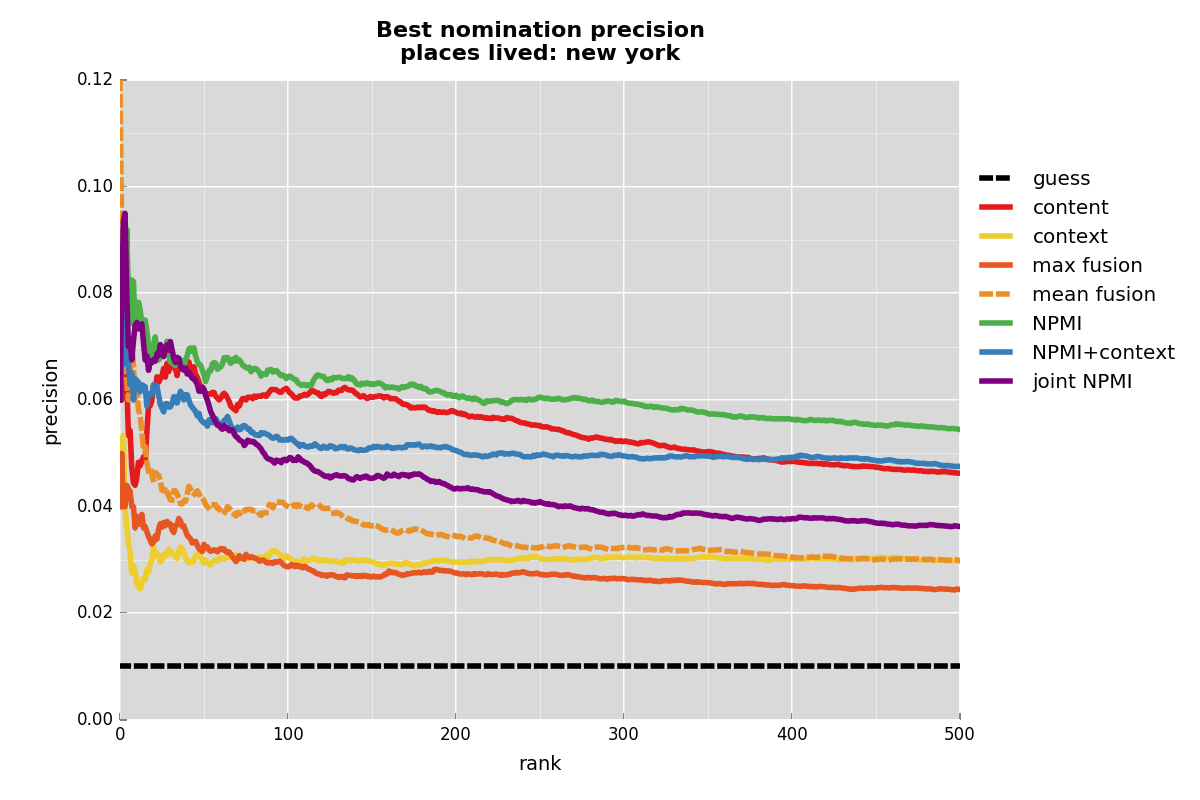 Best nomination precision
places lived: new york
0.12
0.10
0.08
0.06
0.04
0.02
0.00
precision
0 100 200 300 400 500
rank
guess
content
context
max fusion
mean fusion
NPMI
NPMI+context
joint NPMI